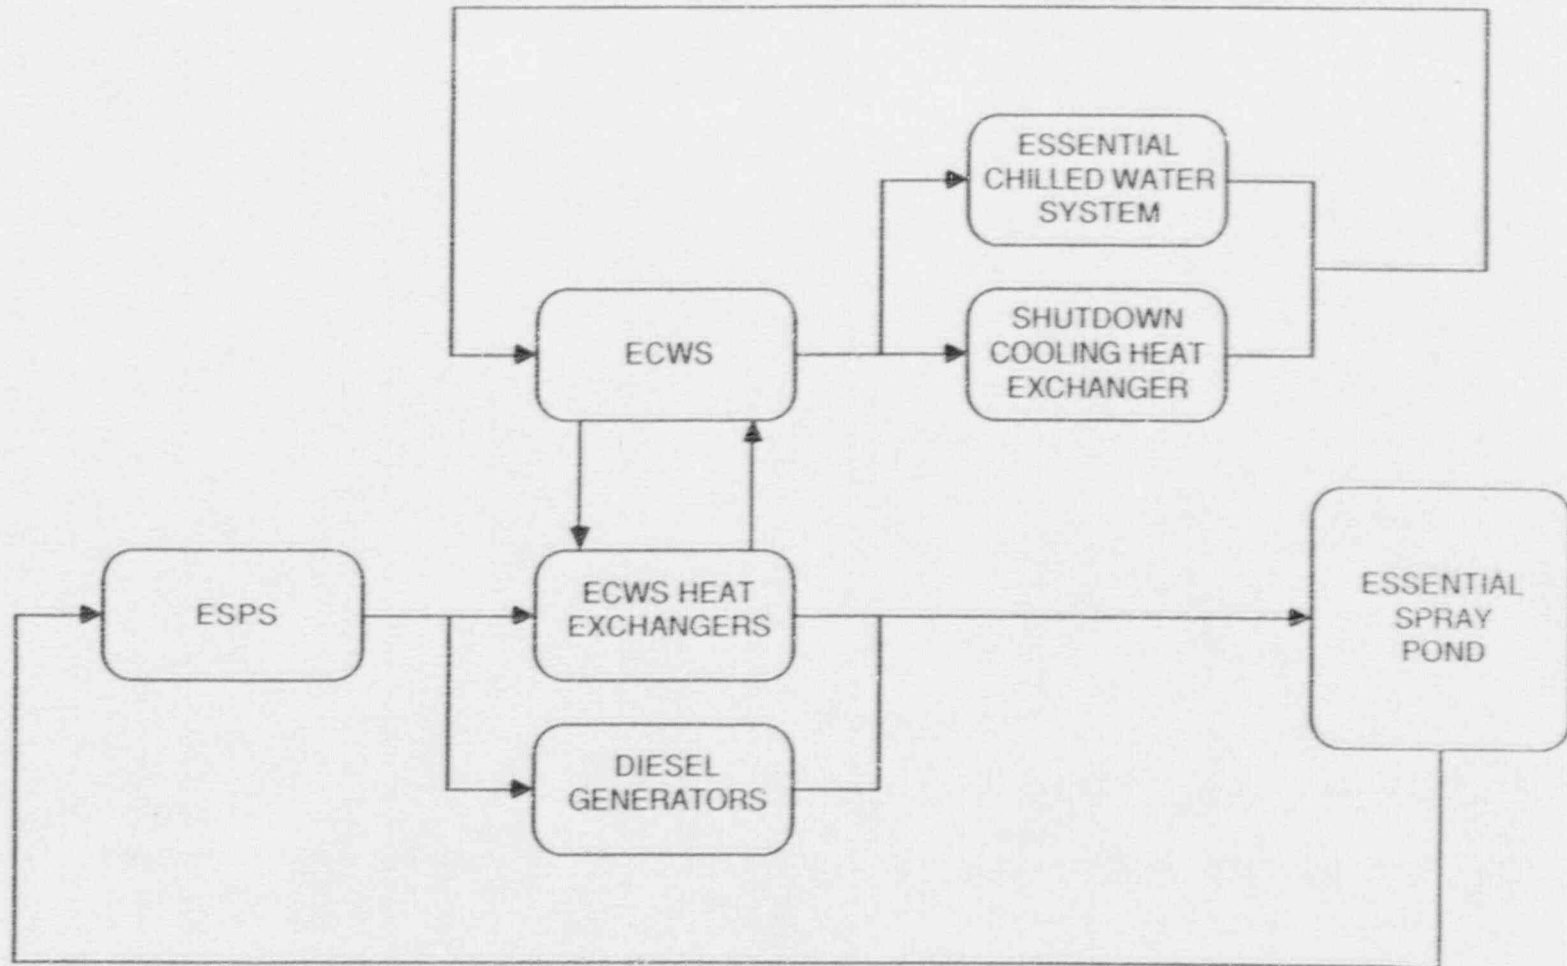 ESSENTIAL
CHILLED WATER
SYSTEM
ECWS
SHUTDOWN
COOLING HEAT
EXCHANGER
ESPS
ECWS HEAT
EXCHANGERS
ESSENTIAL
SPRAY
POND
DIESEL
GENERATORS